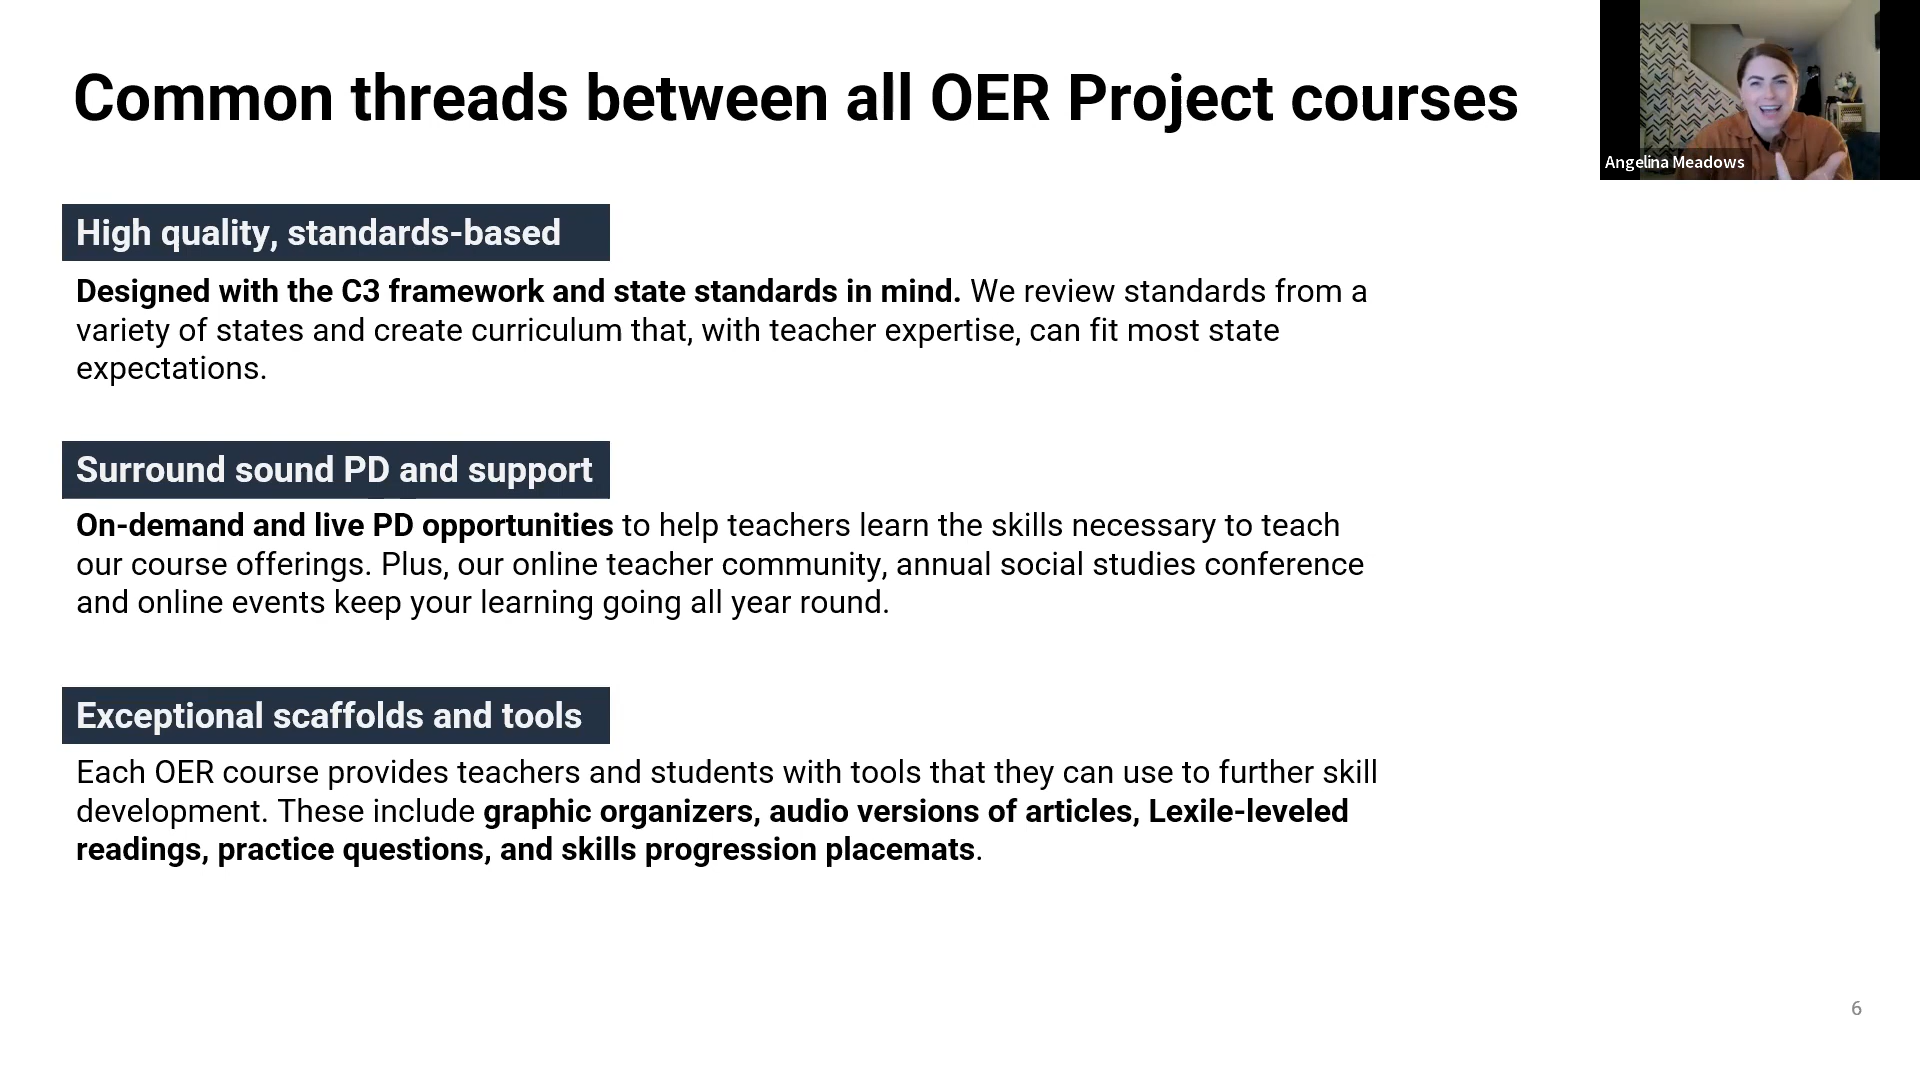 Common threads between all OER Project courses
Angelina Meadows
High quality, standards-based
Designed with the C3 framework and state standards in mind. We review standards from a
variety of states and create curriculum that, with teacher expertise, can fit most state
expectations.
Surround sound PD and support
On-demand and live PD opportunities to help teachers learn the skills necessary to teach
our course offerings. Plus, our online teacher community, annual social studies conference
and online events keep your learning going all year round.
Exceptional scaffolds and tools
Each OER course provides teachers and students with tools that they can use to further skill
development. These include graphic organizers, audio versions of articles, Lexile-leveled
readings, practice questions, and skills progression placemats.
6